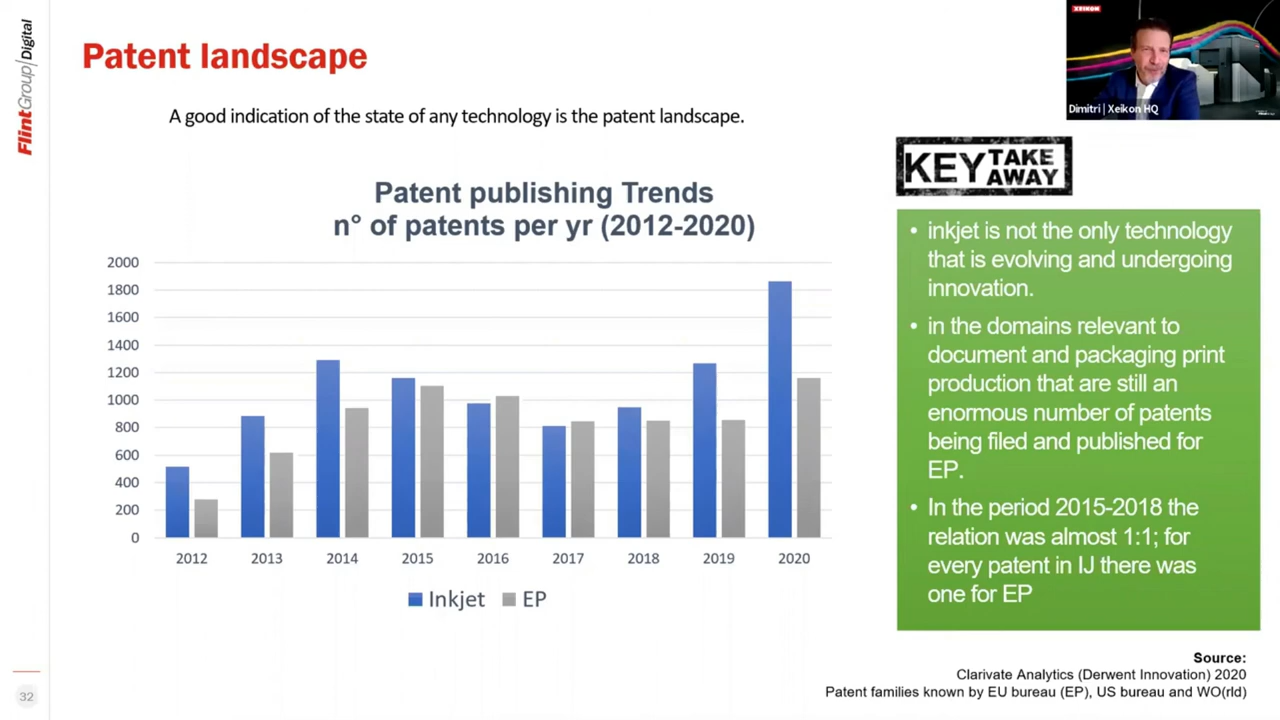 FlintGroup|Digital
Patent landscape
A good indication of the state of any technology is the patent landscape.
XEIKON
Dimitri | Xeikon HQ
Patent publishing Trends
n° of patents per yr (2012-2020)
2000
1800
1600
1400
1200
1000
800
600
400
200
0
2012 2013 2014 2015 2016 2017 2018 2019 2020
Inkjet EP
KEY TAKE AWAY
• inkjet is not the only technology
that is evolving and undergoing
innovation.
• in the domains relevant to
document and packaging print
production that are still an
enormous number of patents
being filed and published for
EP.
• In the period 2015-2018 the
relation was almost 1:1; for
every patent in IJ there was
one for EP
Source:
Clarivate Analytics (Derwent Innovation) 2020
Patent families known by EU bureau (EP), US bureau and WO(rld)
32